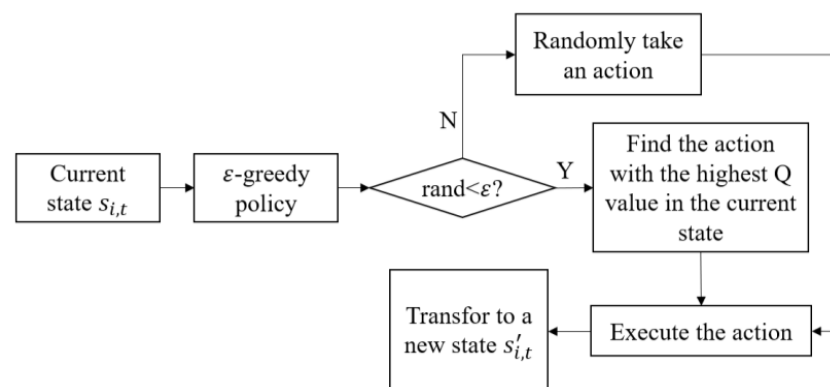 Current
state s_{i,t}
ε-greedy
policy
rand<ε?
N
Y
Randomly take
an action
Find the action
with the highest Q
value in the current
state
Execute the action
Transfor to a
new state s'_{i,t}